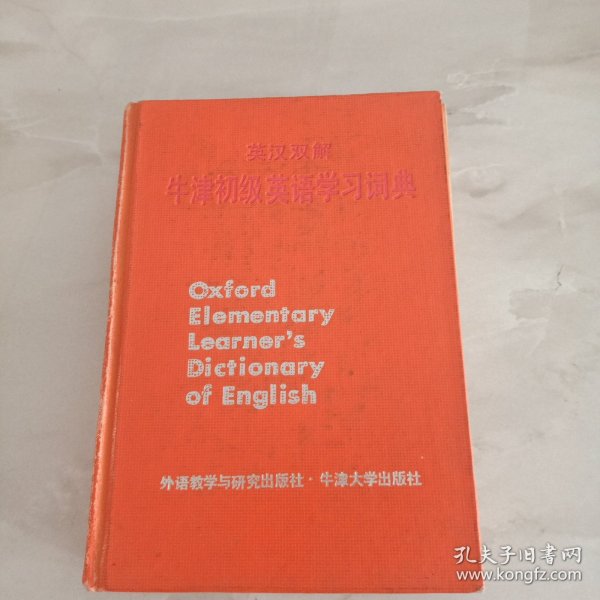 英汉双解
牛津初级英语学习词典
Oxford
Elementary
Learner's
Dictionary
of English
外语教学与研究出版社·牛津大学出版社
孔夫子旧书网
www.kongfz.com